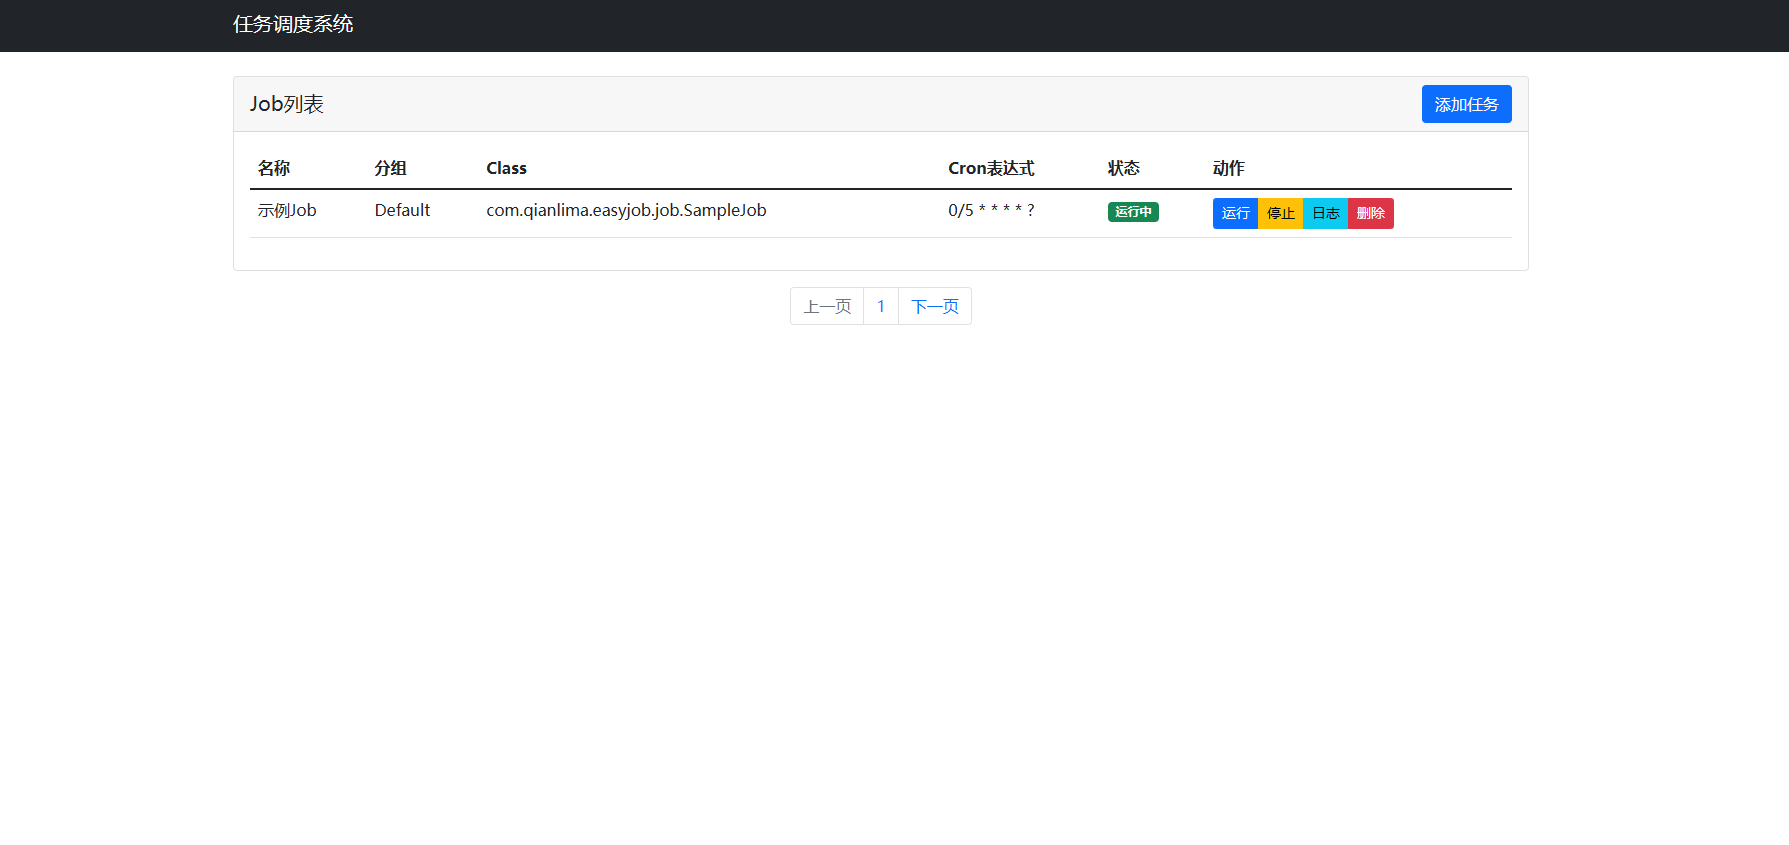 任务调度系统
Job列表 添加任务
名称 分组 Class Cron表达式 状态 动作
示例Job Default com.qianlima.easyjob.job.SampleJob 0/5 * * * * ? 运行中 运行 停止 日志 删除
上一页 1 下一页